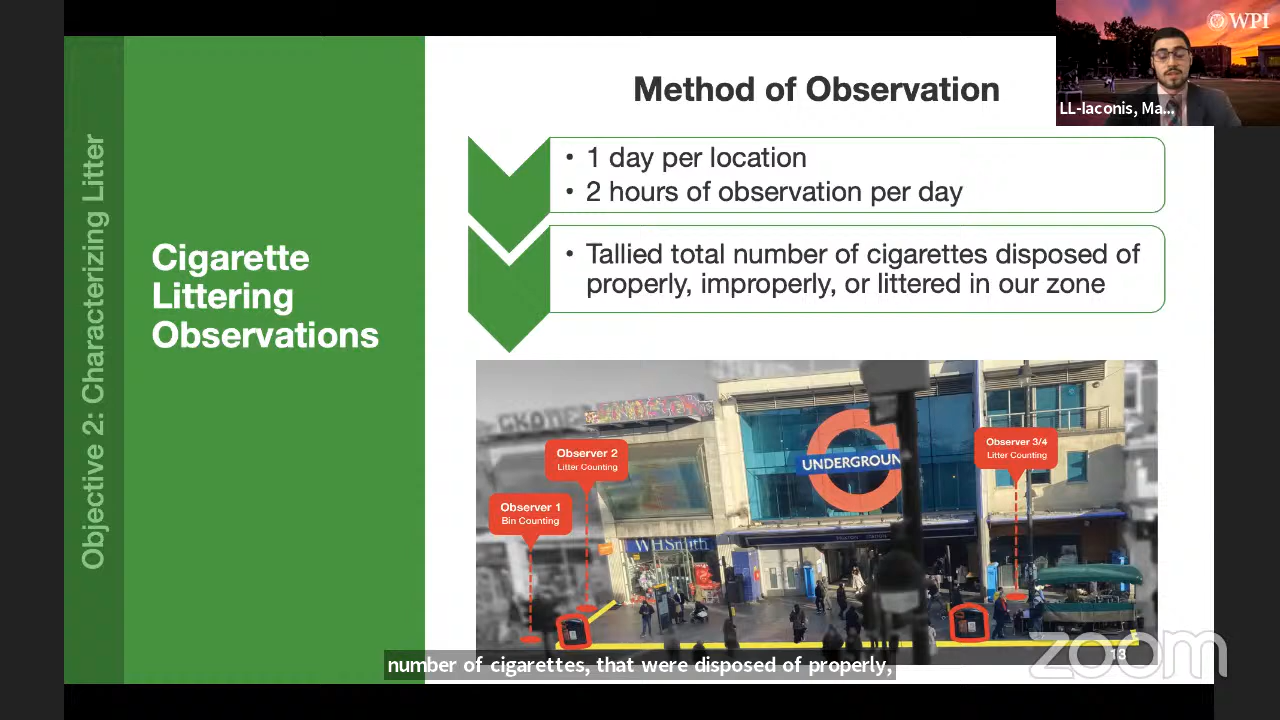 WPI
LL-Iaconis, Ma...
Objective 2: Characterizing Litter
Cigarette
Littering
Observations
Method of Observation
• 1 day per location
• 2 hours of observation per day
• Tallied total number of cigarettes disposed of
properly, improperly, or littered in our zone
Observer 1
Bin Counting
Observer 2
Litter Counting
Observer 3/4
Litter Counting
UNDERGROUN
WHSmith
number of cigarettes, that were disposed of properly,
13
zoom